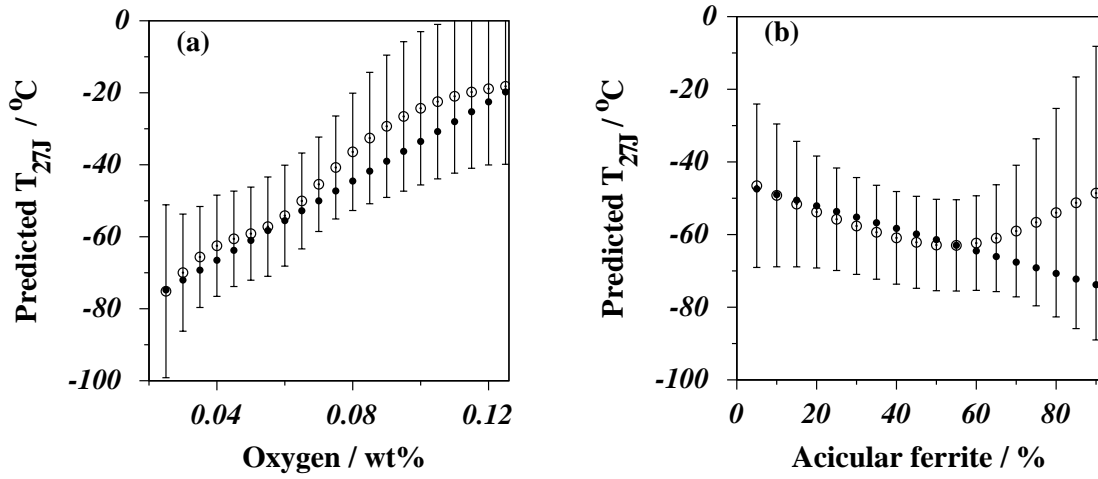 (a)
Predicted T27J / ⁰C
0
-20
-40
-60
-80
-100
0.04 0.08 0.12
Oxygen / wt%
(b)
Predicted T27J / ⁰C
0
-20
-40
-60
-80
-100
0 20 40 60 80
Acicular ferrite / %